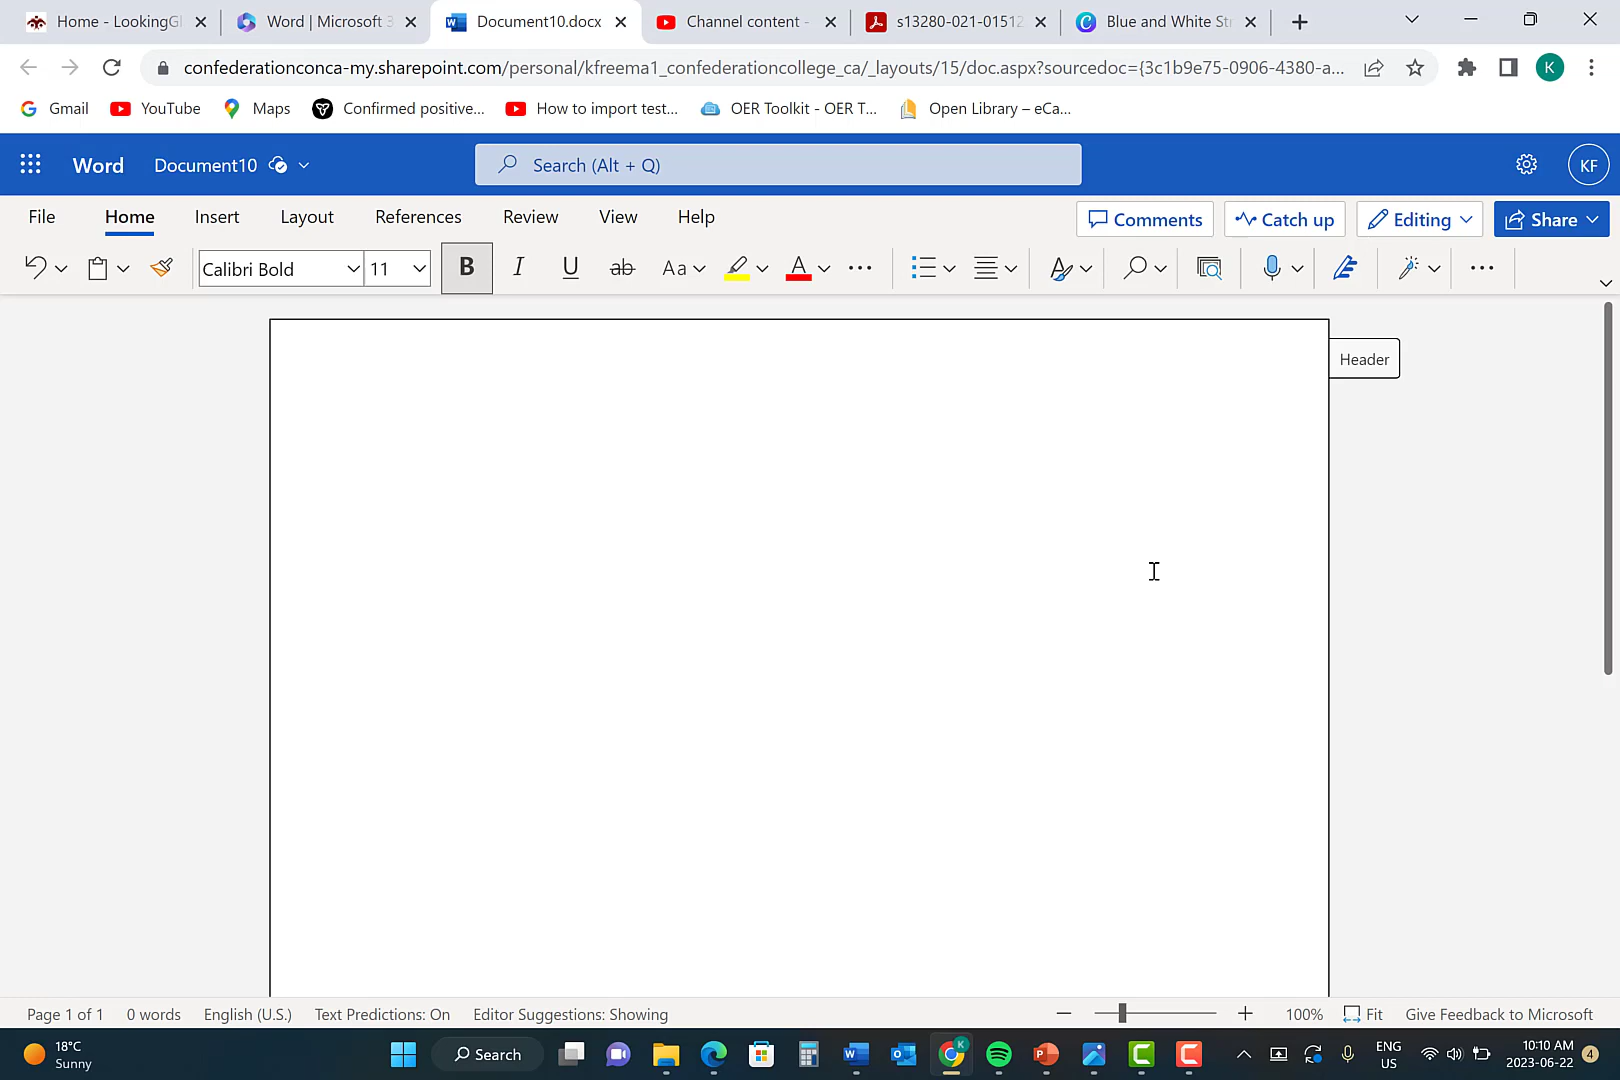 Home - LookingGl
Word | Microsoft 3
Document10.docx
Channel content -
s13280-021-01512
Blue and White Str
confederationconca-my.sharepoint.com/personal/kfreema1_confederationcollege_ca/_layouts/15/doc.aspx?sourcedoc={3c1b9e75-0906-4380-a...
K
Gmail
YouTube
Maps
Confirmed positive...
How to import test...
OER Toolkit - OER T...
Open Library – eCa...
Word
Document10
Search (Alt + Q)
KF
File
Home
Insert
Layout
References
Review
View
Help
Comments
Catch up
Editing
Share
Calibri Bold
11
B
I
U
ab
Aa
A
Header
Page 1 of 1
0 words
English (U.S.)
Text Predictions: On
Editor Suggestions: Showing
100%
Fit
Give Feedback to Microsoft
18°C
Sunny
Search
ENG
US
10:10 AM
2023-06-22
4